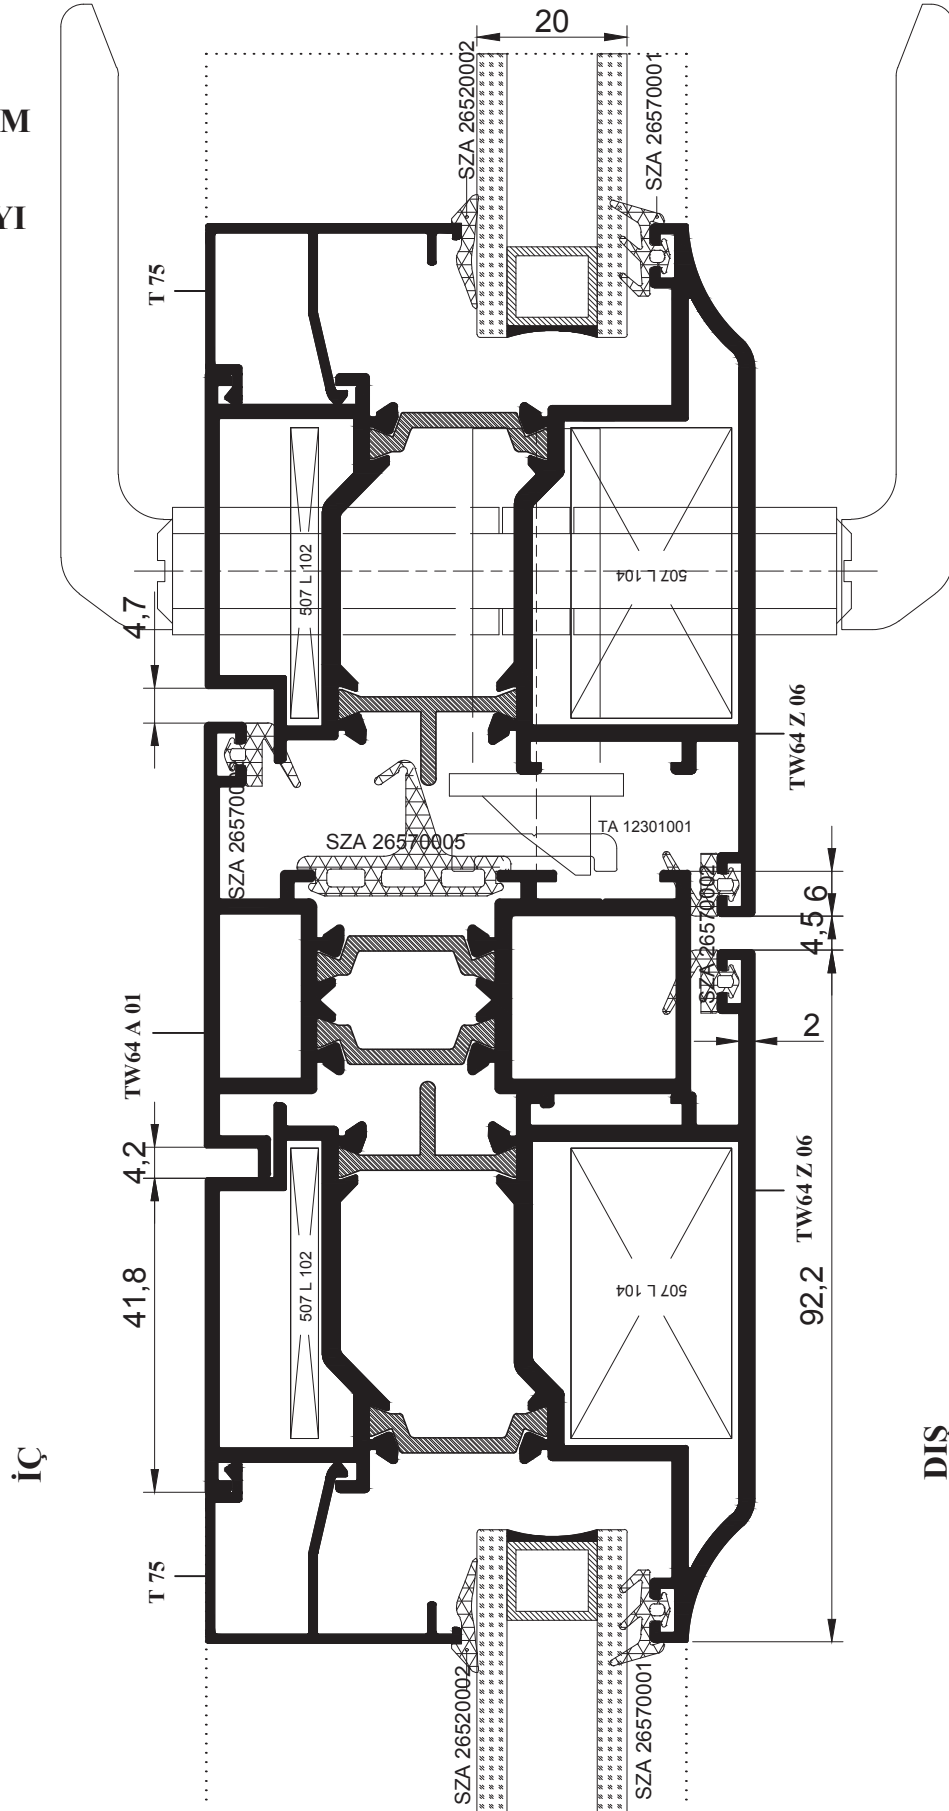 20
SZA 26520002
SZA 26570001
M
YI
T 75
507 L 102
507 L 104
4,7
TW64 Z 06
SZA 26570005
TA 12301001
SZA 26570002
6
4,5
2
TW64 A 01
4,2
TW64 Z 06
41,8
507 L 102
507 L 104
92,2
İÇ
DIŞ
T 75
SZA 26520002
SZA 26570001